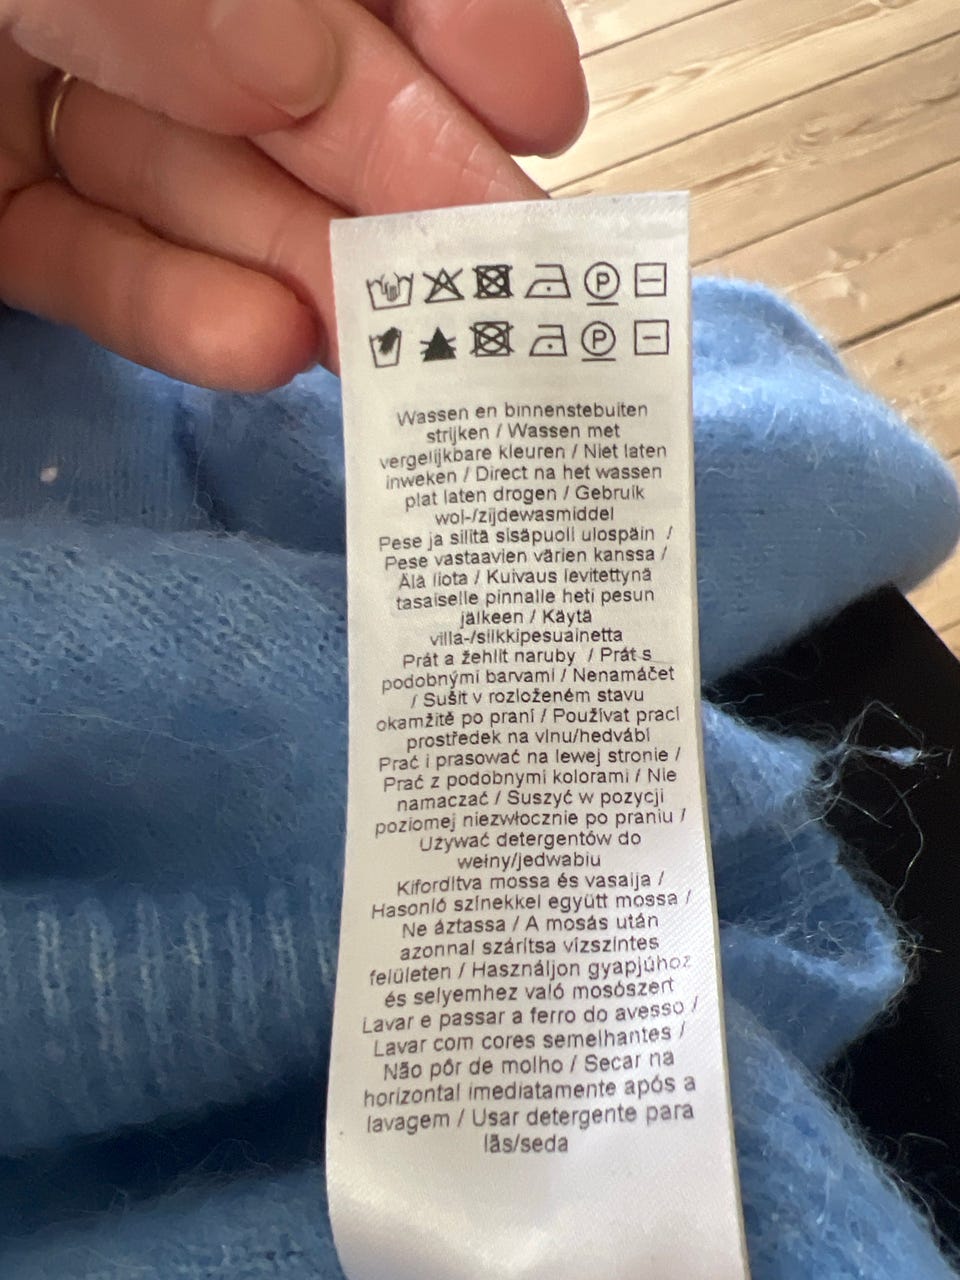 P
P
Wassen en binnenstebuiten
strijken / Wassen met
vergelijkbare kleuren / Niet laten
inweken / Direct na het wassen
plat laten drogen / Gebruik
wol-/zijdewasmiddel
Pese ja silitä sisäpuoli ulospäin /
Pese vastaavien värien kanssa /
Älä liota / Kuivaus levitettynä
tasaiselle pinnalle heti pesun
jälkeen / Käytä
villa-/silkkipesuainetta
Prát a žehlit naruby / Prát s
podobnými barvami / Nenamáčet
/ Sušit v rozloženém stavu
okamžitě po praní / Používat prací
prostředek na vlnu/hedvábí
Prać i prasować na lewej stronie /
Prać z podobnymi kolorami / Nie
namaczać / Suszyć w pozycji
poziomej niezwłocznie po praniu /
Używać detergentów do
wełny/jedwabiu
Kifordítva mossa és vasalja /
Hasonló színekkel együtt mossa /
Ne áztassa / A mosás után
azonnal szárítsa vízszintes
felületen / Használjon gyapjúhoz
és selyemhez való mosószert
Lavar e passar a ferro do avesso /
Lavar com cores semelhantes /
Não pôr de molho / Secar na
horizontal imediatamente após a
lavagem / Usar detergente para
lãs/seda